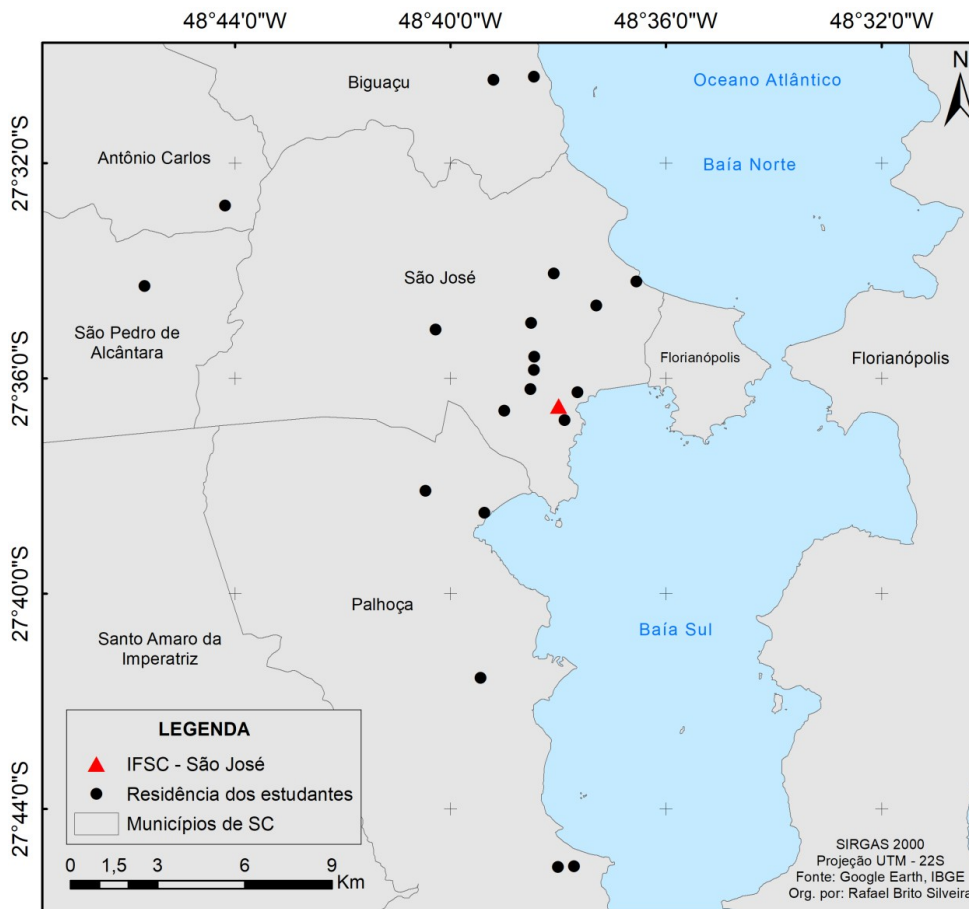 48°44'0"W
48°40'0"W
48°36'0"W
48°32'0"W
N
Biguaçu
Oceano Atlântico
27°32'0"S
Antônio Carlos
Baía Norte
São José
São Pedro de
Alcântara
Florianópolis
Florianópolis
27°36'0"S
27°40'0"S
Palhoça
Baía Sul
Santo Amaro da
Imperatriz
27°44'0"S
LEGENDA
IFSC - São José
Residência dos estudantes
Municípios de SC
0 1,5 3 6 9
Km
SIRGAS 2000
Projeção UTM - 22S
Fonte: Google Earth, IBGE
Org. por: Rafael Brito Silveira